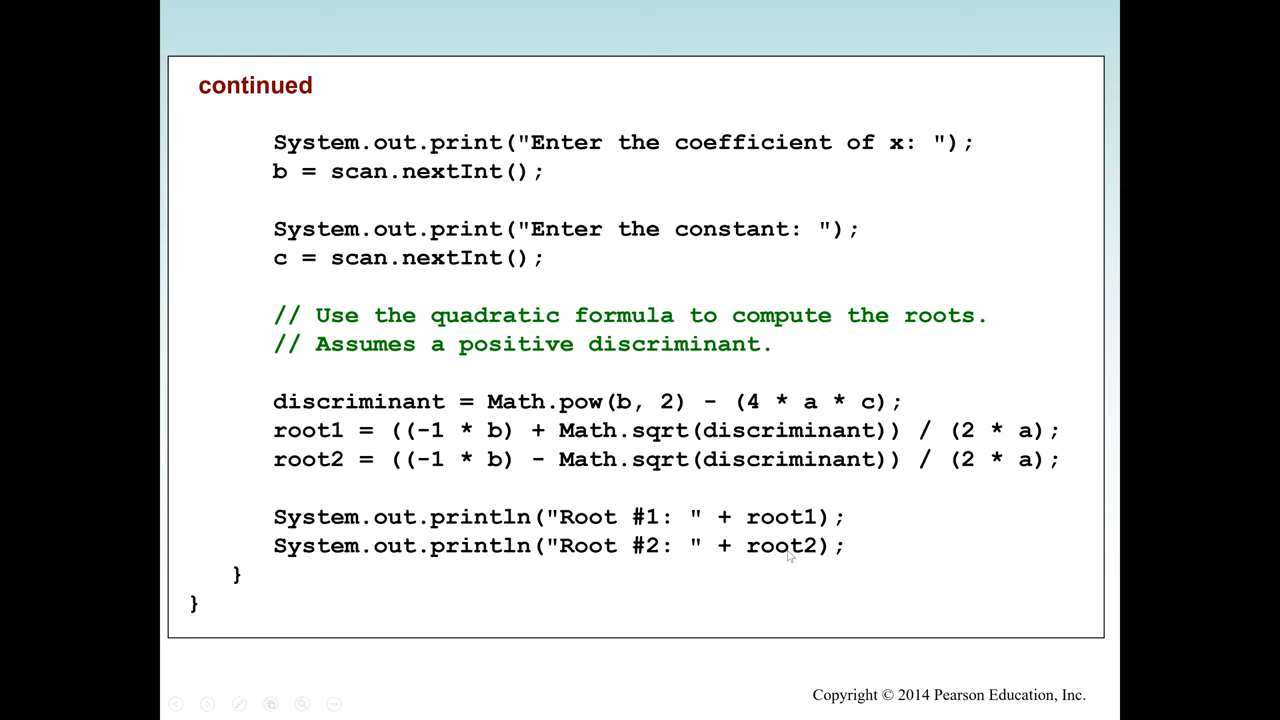 continued
System.out.print("Enter the coefficient of x: ");
b = scan.nextInt();
System.out.print("Enter the constant: ");
c = scan.nextInt();
// Use the quadratic formula to compute the roots.
// Assumes a positive discriminant.
discriminant = Math.pow(b, 2) - (4 * a * c);
root1 = ((-1 * b) + Math.sqrt(discriminant)) / (2 * a);
root2 = ((-1 * b) - Math.sqrt(discriminant)) / (2 * a);
System.out.println("Root #1: " + root1);
System.out.println("Root #2: " + root2);
}
}
Copyright © 2014 Pearson Education, Inc.